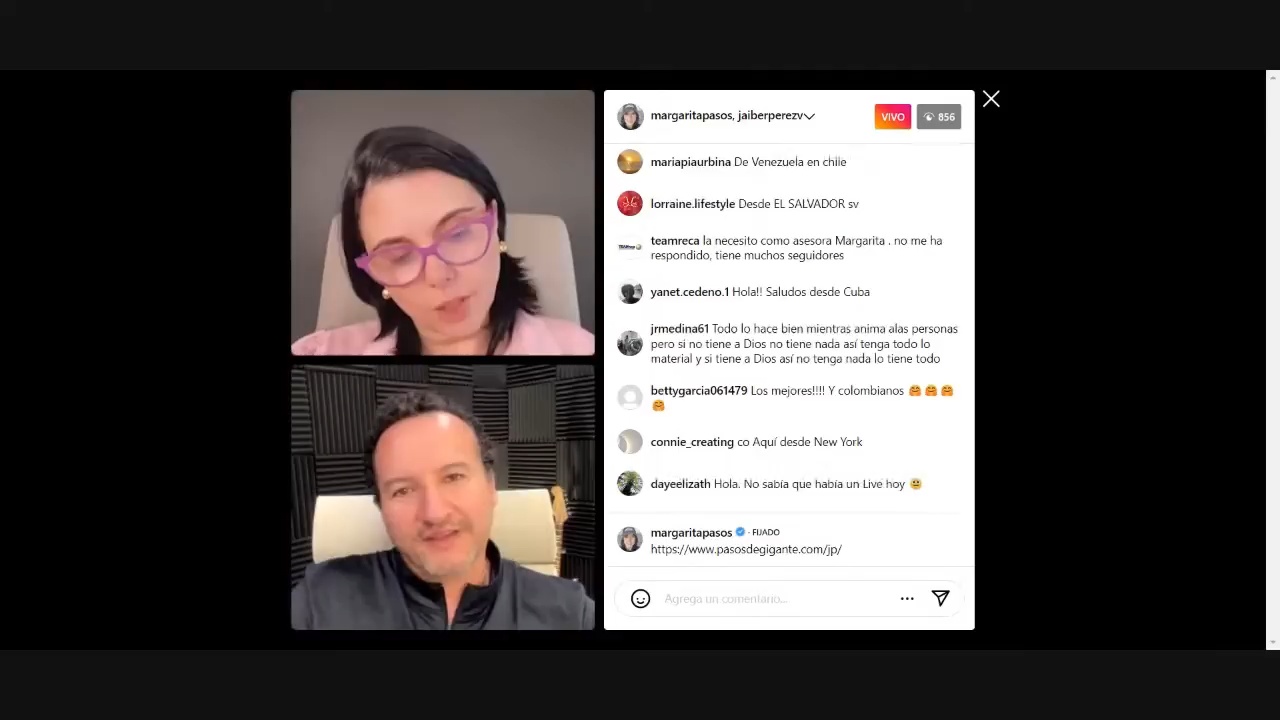 margaritapasos, jaiberperezv
VIVO
856
mariapiaurbina De Venezuela en chile
lorraine.lifestyle Desde EL SALVADOR sv
teamreca la necesito como asesora Margarita . no me ha
respondido, tiene muchos seguidores
yanet.cedeno.1 Hola!! Saludos desde Cuba
jrmedina61 Todo lo hace bien mientras anima alas personas
pero si no tiene a Dios no tiene nada así tenga todo lo
material y si tiene a Dios así no tenga nada lo tiene todo
bettygarcia061479 Los mejores!!!! Y colombianos 🤗 🤗 🤗
🤗
connie_creating co Aquí desde New York
dayeelizath Hola. No sabía que había un Live hoy 😃
margaritapasos · FIJADO
https://www.pasosdegigante.com/jp/
Agrega un comentario...